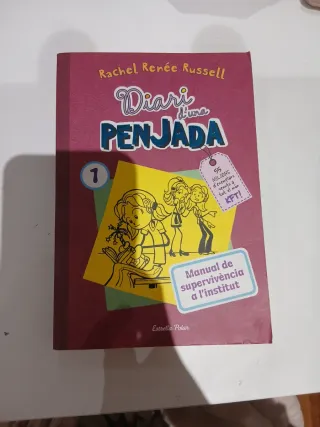 Rachel Renée Russell
Diari
d'una
PENJADA
1
KFT!
Manual de
supervivència
a l'institut
Estrella Polar